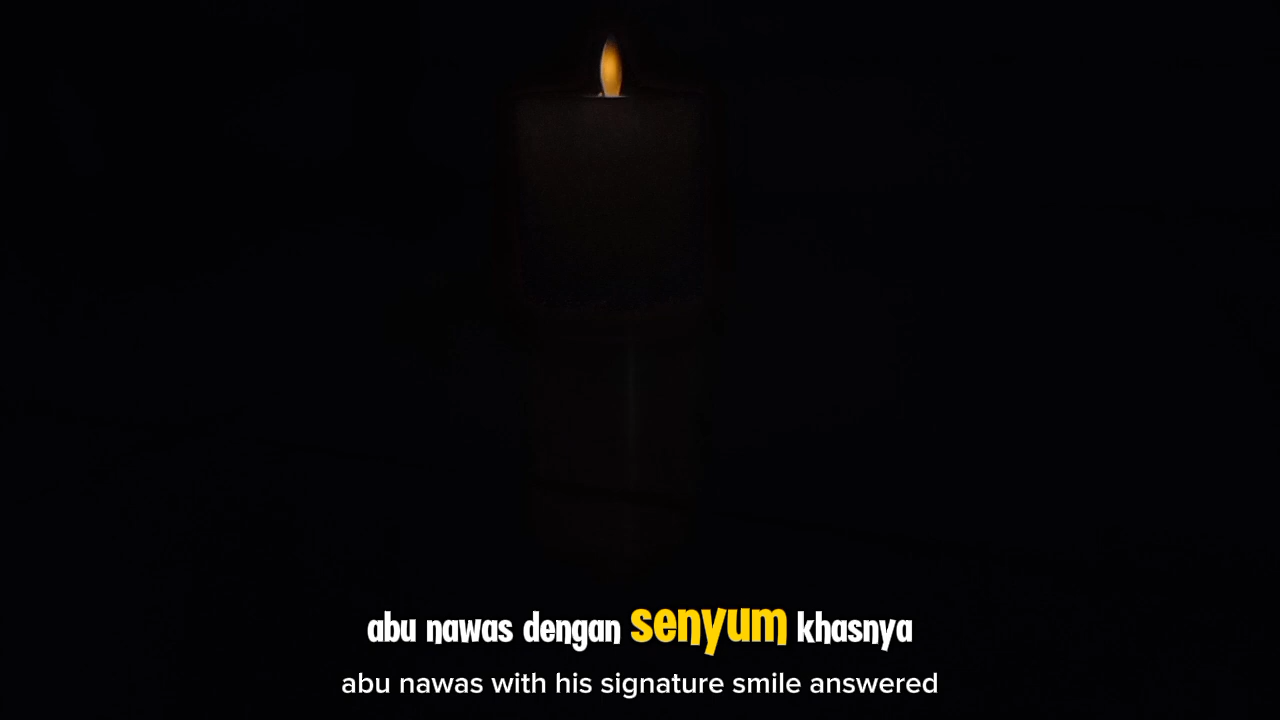 abu nawas dengan senyum khasnya
abu nawas with his signature smile answered